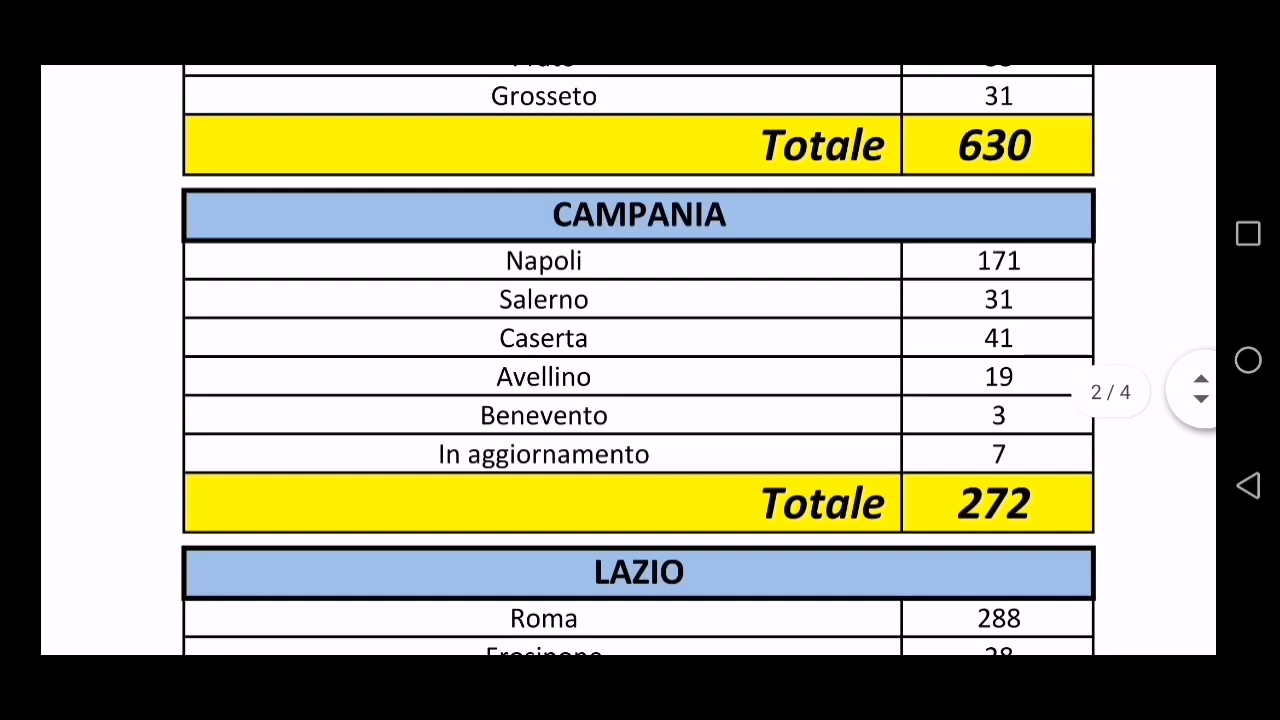 Grosseto 31
Totale 630
CAMPANIA
Napoli 171
Salerno 31
Caserta 41
Avellino 19
2 / 4
Benevento 3
In aggiornamento 7
Totale 272
LAZIO
Roma 288